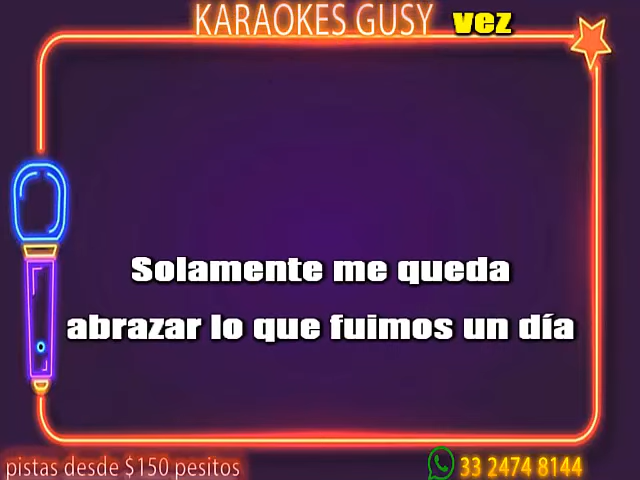 KARAOKES GUSY vez
Solamente me queda
abrazar lo que fuimos un día
pistas desde $150 pesitos 33 2474 8144